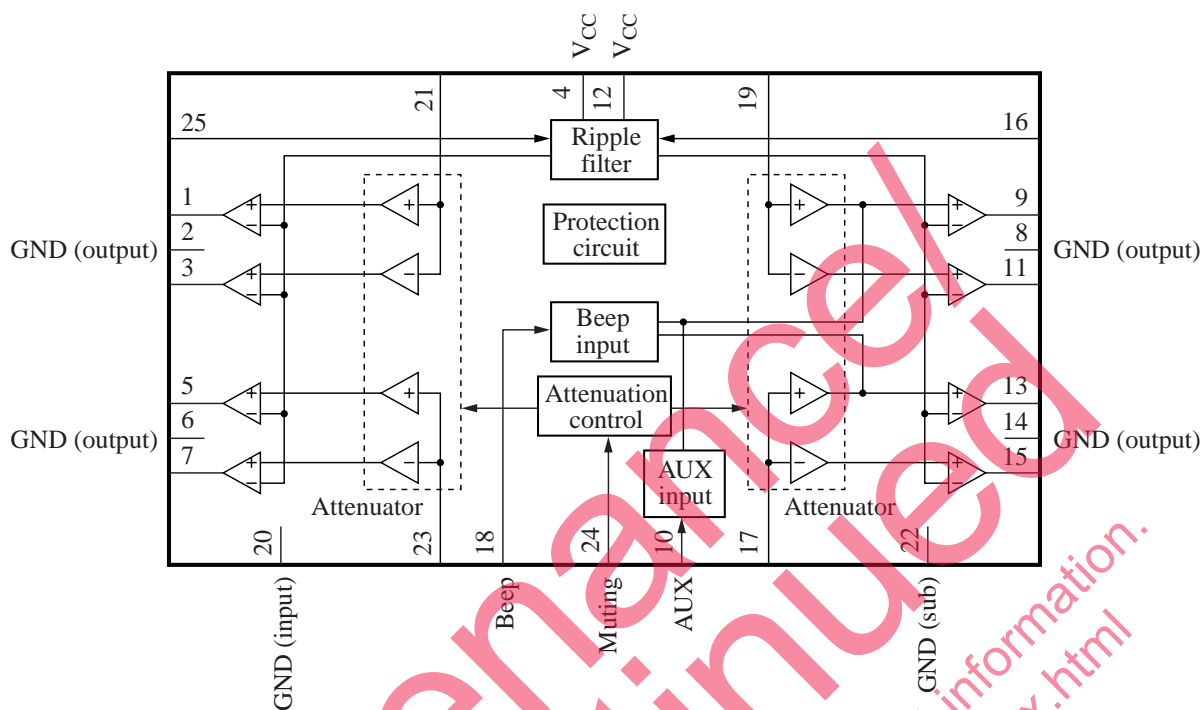 VCC
VCC
21
4
12
19
25
Ripple
filter
16
1
+
−
+
+
+
−
9
GND (output)
2
Protection
circuit
8
GND (output)
3
+
−
−
−
+
−
11
Beep
input
5
+
−
+
Attenuation
control
+
+
−
13
GND (output)
6
14
GND (output)
7
+
−
−
AUX
input
−
+
−
15
Attenuator
Attenuator
20
23
18
24
10
17
22
GND (input)
Beep
Muting
AUX
GND (sub)
enance/
inued
information.
x.html